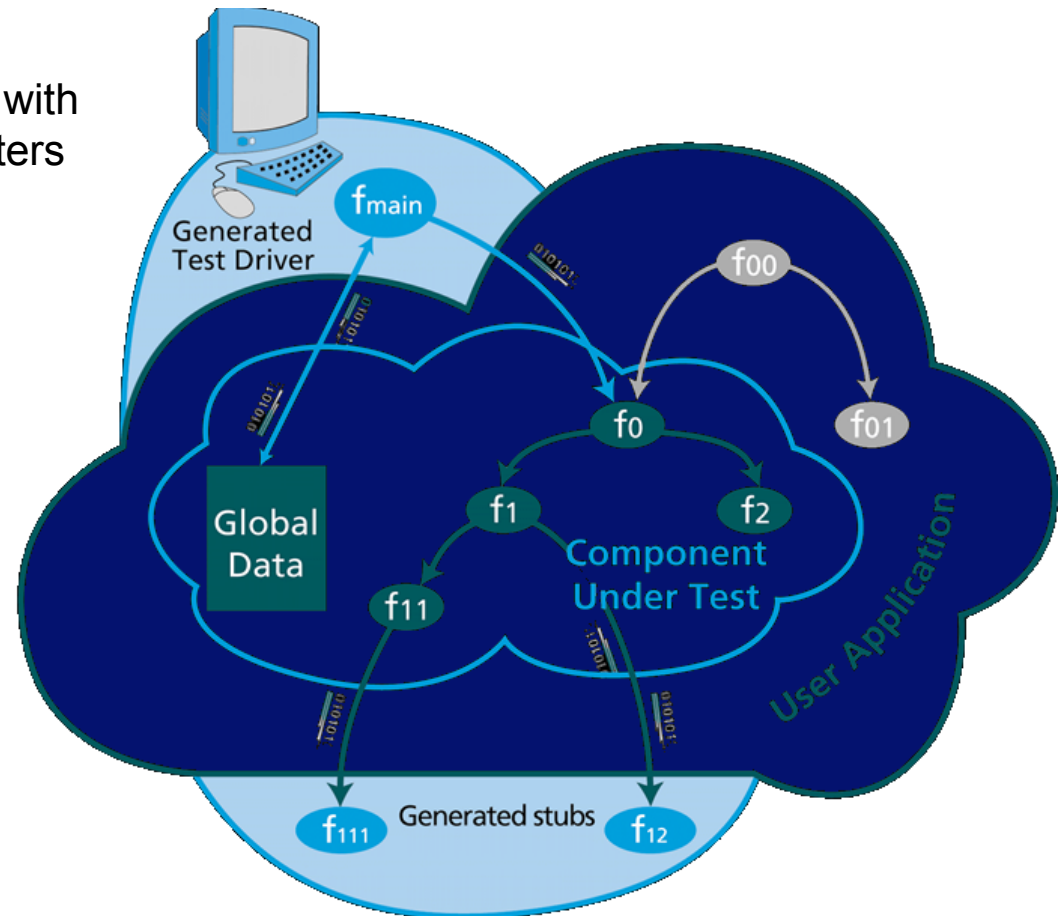 with
ters
Generated
Test Driver
fmain
f00
f0
f01
Global
Data
f1
f2
Component
Under Test
f11
User Application
f111
Generated stubs
f12